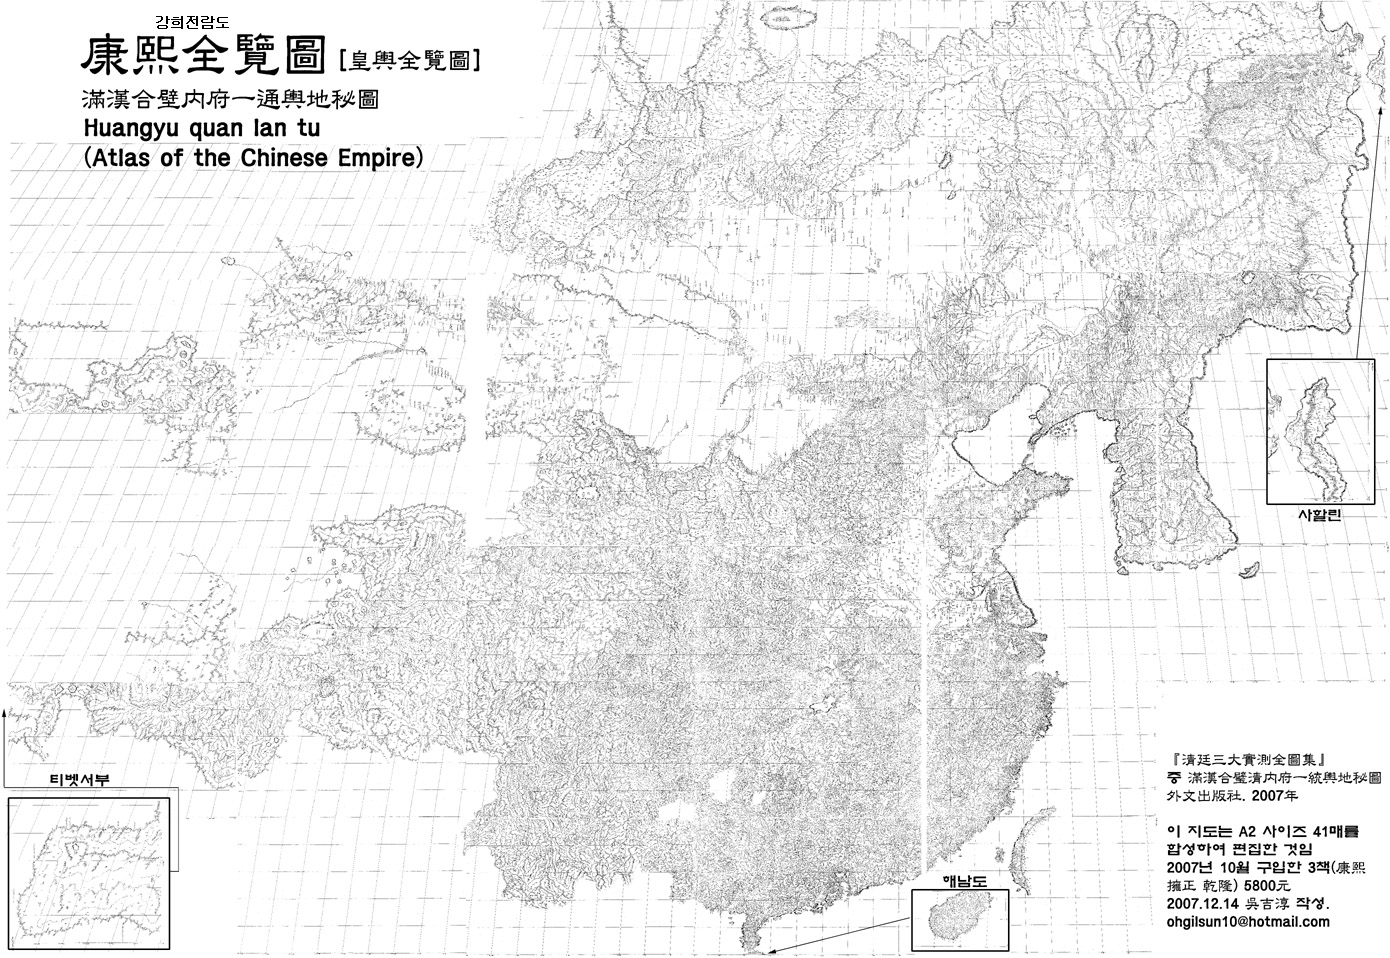 강희전람도
康熙全覽圖 [皇輿全覽圖]
滿漢合璧内府一通輿地秘圖
Huangyu quan lan tu
(Atlas of the Chinese Empire)
사할린
티벳서부
해남도
『清廷三大實測全圖集』
중 滿漢合璧清内府一統輿地秘圖
外文出版社. 2007年
이 지도는 A2 사이즈 41매를
합성하여 편집한 것임
2007년 10월 구입한 3책(康熙
雍正 乾隆) 5800元
2007.12.14 吳吉淳 작성.
ohgilsun10@hotmail.com